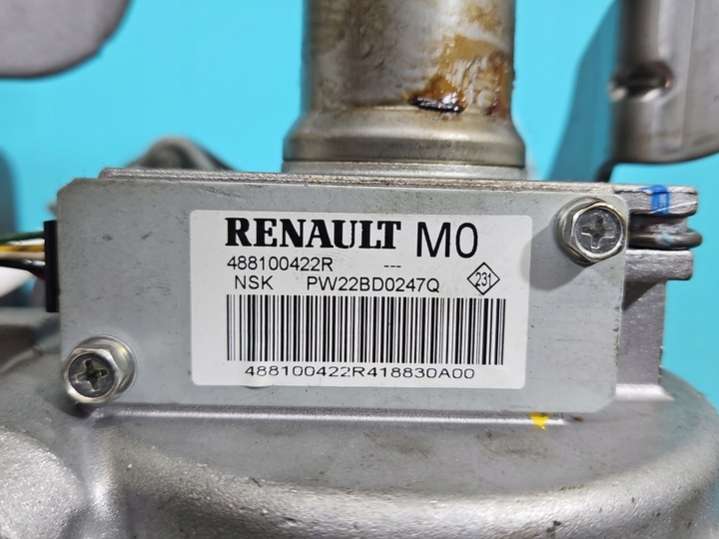 RENAULT M0
488100422R ---
NSK PW22BD0247Q 231
488100422R418830A00